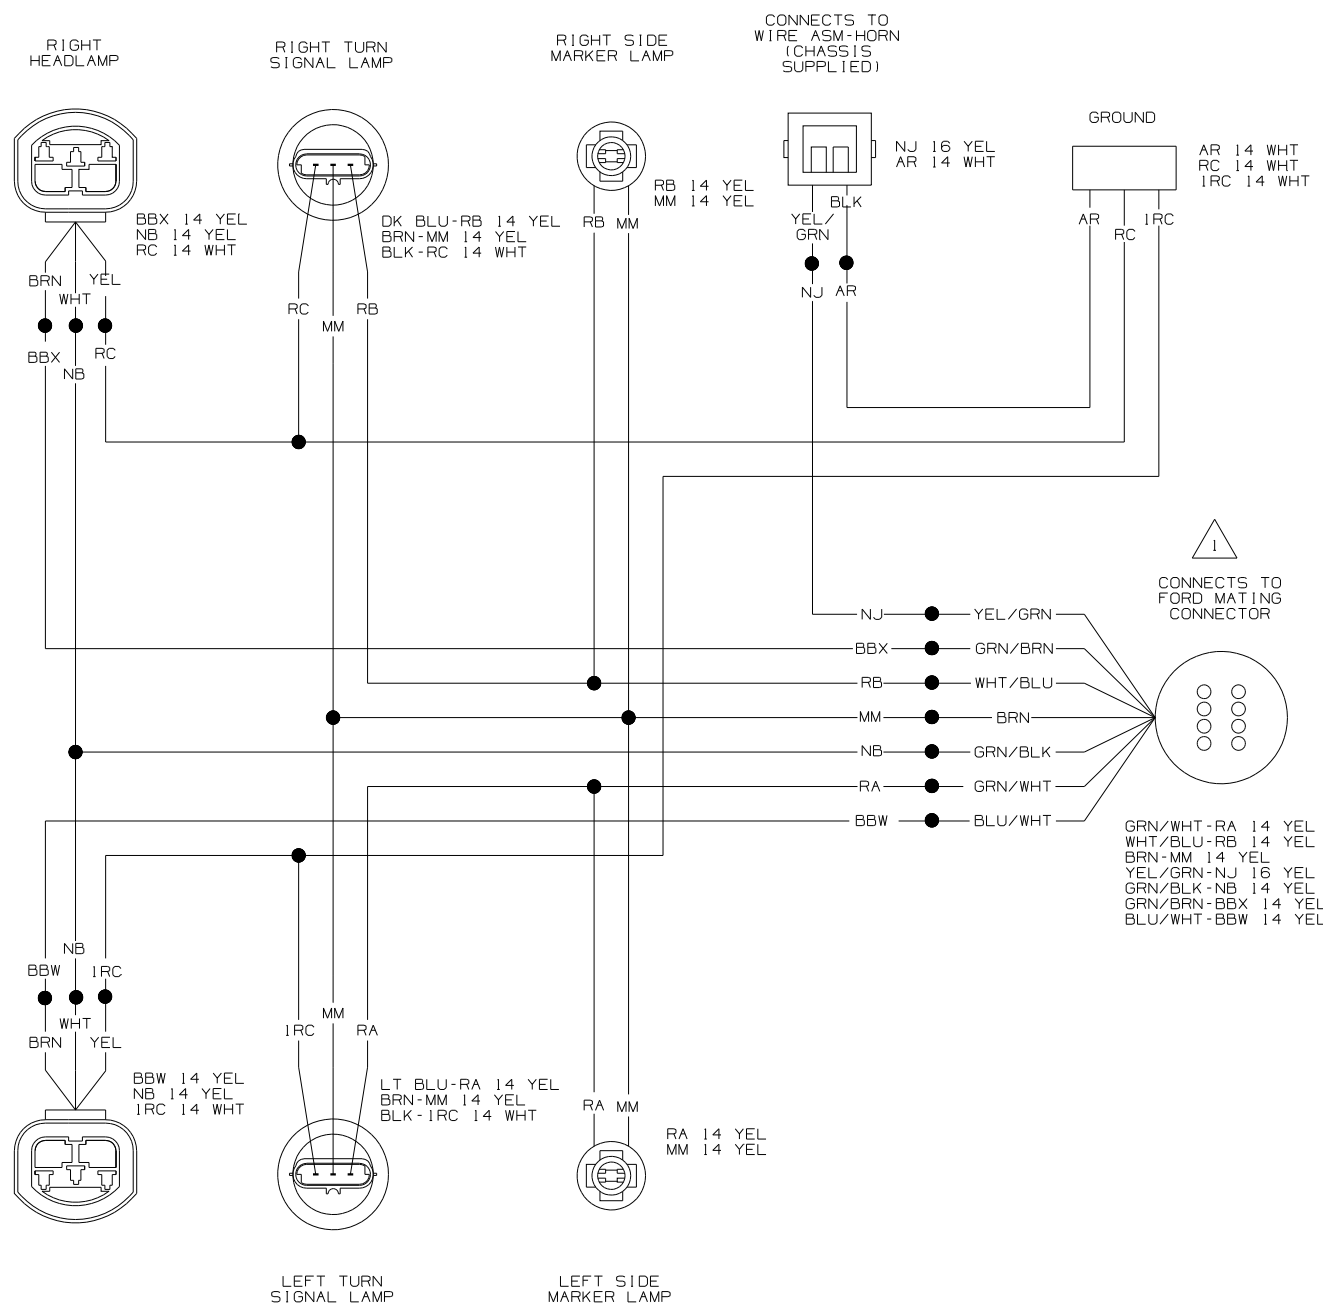 RIGHT
HEADLAMP
RIGHT TURN
SIGNAL LAMP
RIGHT SIDE
MARKER LAMP
CONNECTS TO
WIRE ASM-HORN
(CHASSIS
SUPPLIED)
GROUND
NJ 16 YEL
AR 14 WHT
AR 14 WHT
RC 14 WHT
1RC 14 WHT
RB 14 YEL
MM 14 YEL
BBX 14 YEL
NB 14 YEL
RC 14 WHT
DK BLU-RB 14 YEL
BRN-MM 14 YEL
BLK-RC 14 WHT
RB
MM
YEL/
GRN
BLK
AR
RC
1RC
BRN
WHT
YEL
NJ
AR
RC
MM
RB
BBX
NB
RC
1
CONNECTS TO
FORD MATING
CONNECTOR
NJ
YEL/GRN
BBX
GRN/BRN
RB
WHT/BLU
MM
BRN
NB
GRN/BLK
RA
GRN/WHT
BBW
BLU/WHT
GRN/WHT-RA 14 YEL
WHT/BLU-RB 14 YEL
BRN-MM 14 YEL
YEL/GRN-NJ 16 YEL
GRN/BLK-NB 14 YEL
GRN/BRN-BBX 14 YEL
BLU/WHT-BBW 14 YEL
NB
BBW
1RC
WHT
BRN
YEL
1RC
MM
RA
BBW 14 YEL
NB 14 YEL
1RC 14 WHT
LT BLU-RA 14 YEL
BRN-MM 14 YEL
BLK-1RC 14 WHT
RA
MM
RA 14 YEL
MM 14 YEL
LEFT TURN
SIGNAL LAMP
LEFT SIDE
MARKER LAMP